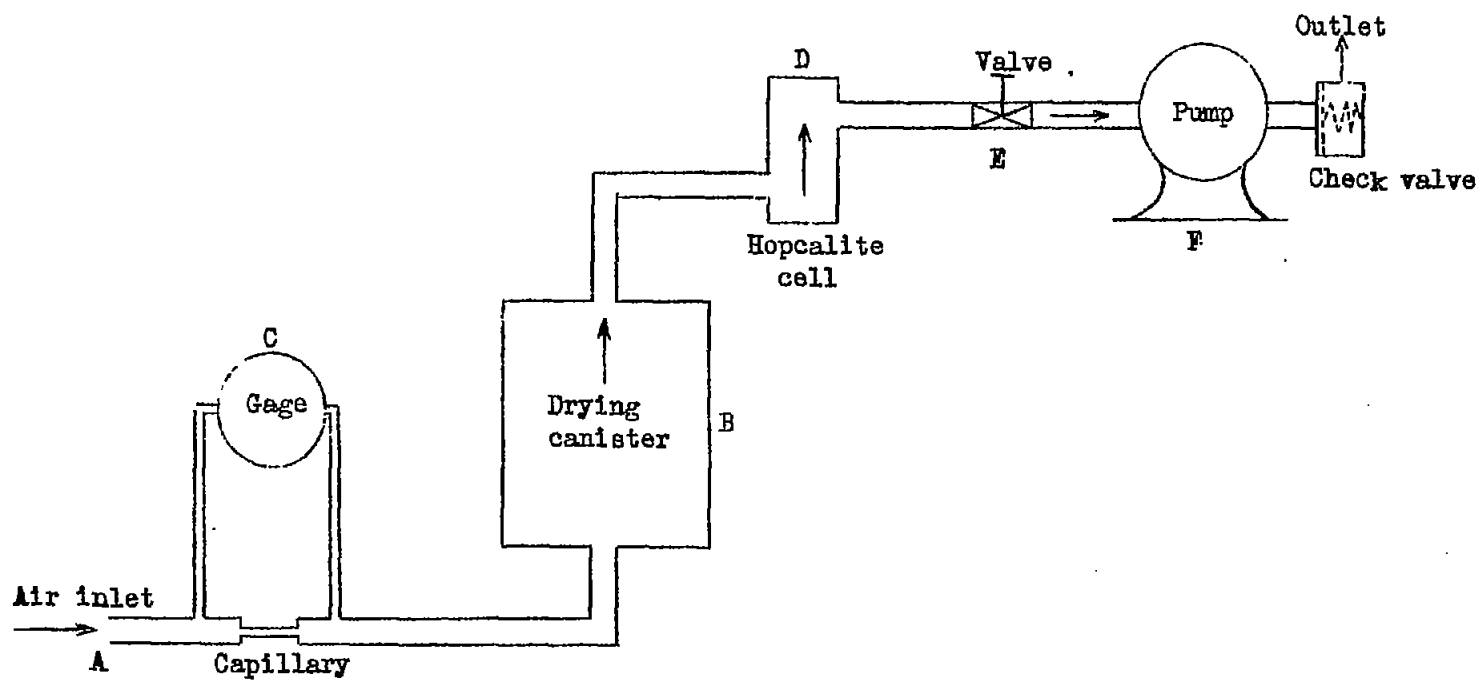 Outlet
D
Valve
Pump
E
Check valve
F
Hopcalite
cell
C
Gage
Drying
canister
B
Air inlet
A
Capillary